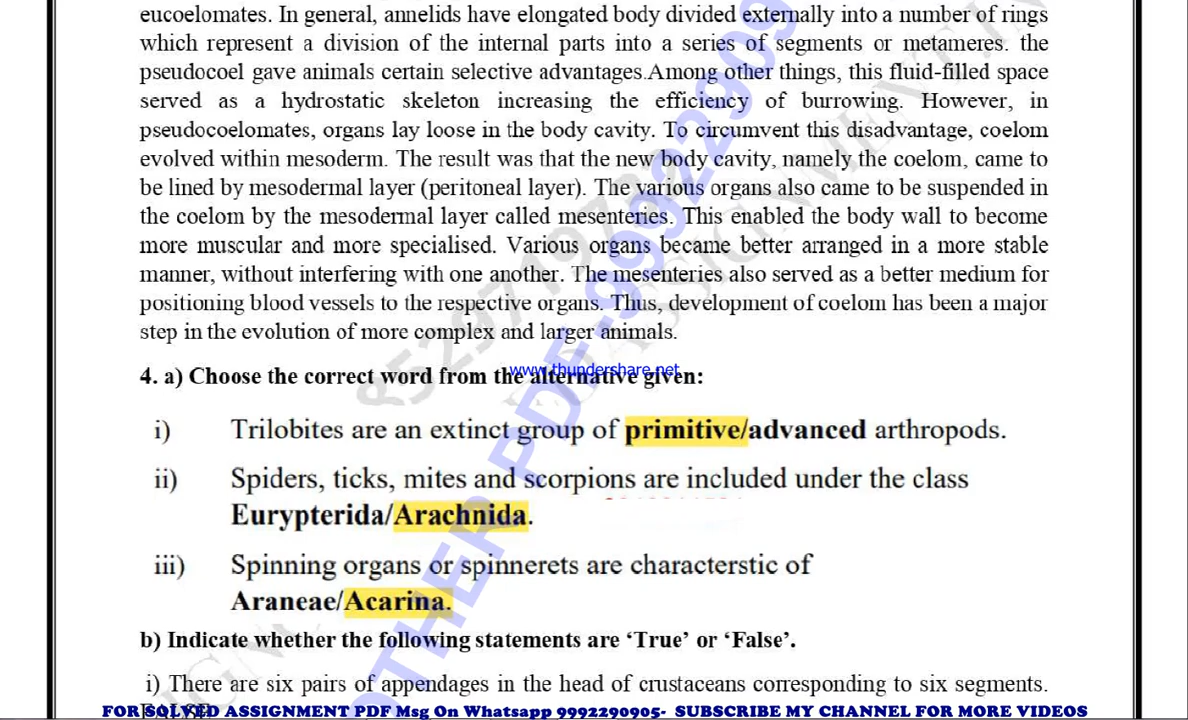 eucoelomates. In general, annelids have elongated body divided externally into a number of rings
which represent a division of the internal parts into a series of segments or metameres. the
pseudocoel gave animals certain selective advantages.Among other things, this fluid-filled space
served as a hydrostatic skeleton increasing the efficiency of burrowing. However, in
pseudocoelomates, organs lay loose in the body cavity. To circumvent this disadvantage, coelom
evolved within mesoderm. The result was that the new body cavity, namely the coelom, came to
be lined by mesodermal layer (peritoneal layer). The various organs also came to be suspended in
the coelom by the mesodermal layer called mesenteries. This enabled the body wall to become
more muscular and more specialised. Various organs became better arranged in a more stable
manner, without interfering with one another. The mesenteries also served as a better medium for
positioning blood vessels to the respective organs. Thus, development of coelom has been a major
step in the evolution of more complex and larger animals.
www.thundershare.net
4. a) Choose the correct word from the alternative given:
i) Trilobites are an extinct group of primitive/advanced arthropods.
ii) Spiders, ticks, mites and scorpions are included under the class
Eurypterida/Arachnida.
iii) Spinning organs or spinnerets are characterstic of
Araneae/Acarina.
b) Indicate whether the following statements are ‘True’ or ‘False’.
i) There are six pairs of appendages in the head of crustaceans corresponding to six segments.
FOR SOLVED ASSIGNMENT PDF Msg On Whatsapp 9992290905- SUBSCRIBE MY CHANNEL FOR MORE VIDEOS